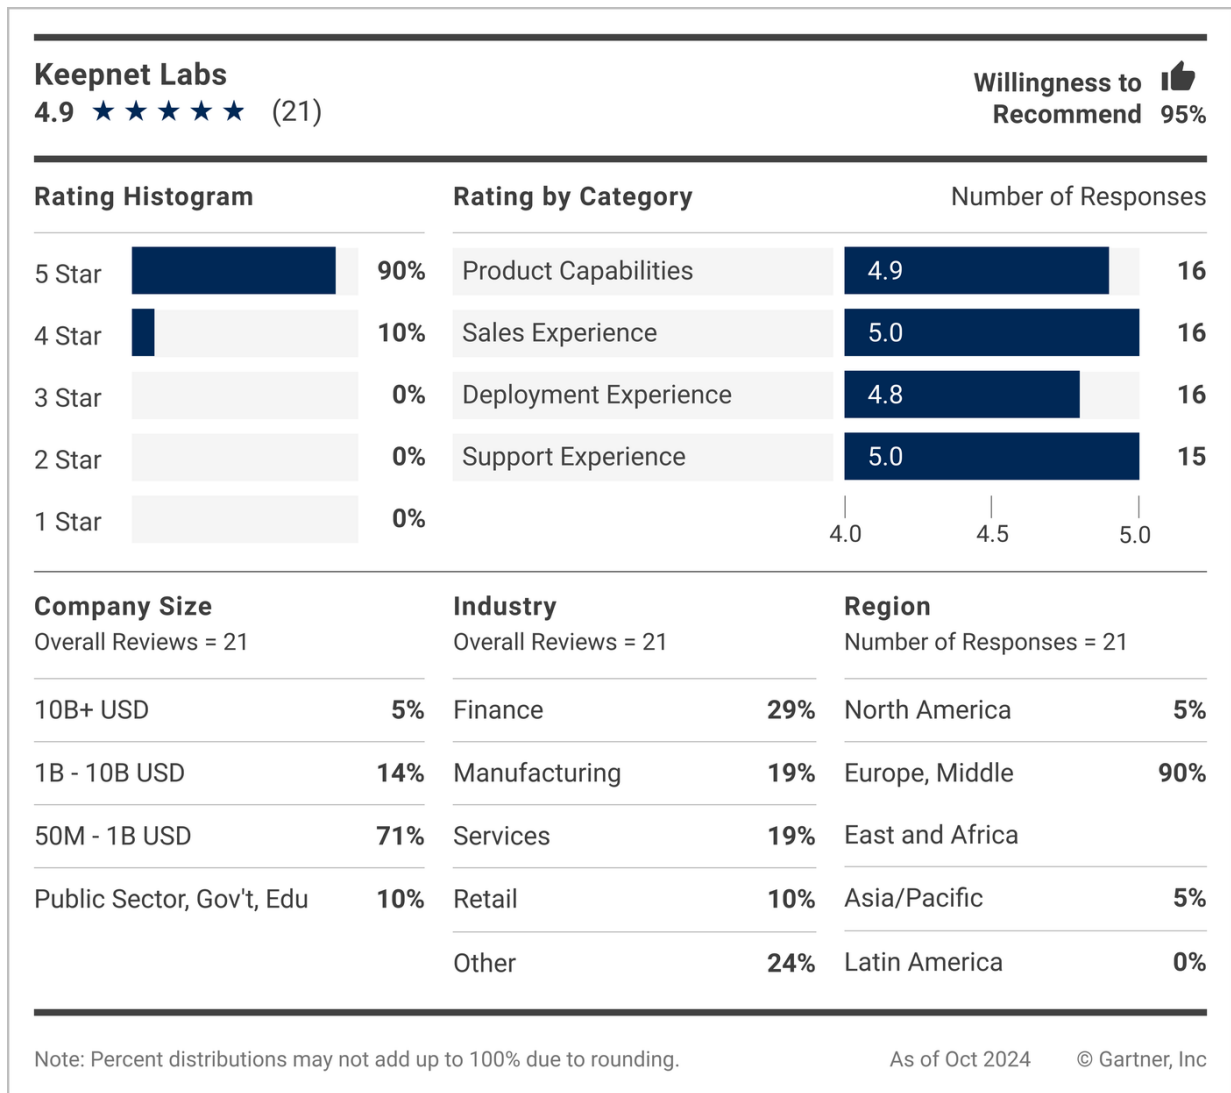 Keepnet Labs
4.9 ★ ★ ★ ★ ★ (21)
Willingness to
Recommend 95%
Rating Histogram
5 Star 90%
4 Star 10%
3 Star 0%
2 Star 0%
1 Star 0%
Rating by Category Number of Responses
Product Capabilities 4.9 16
Sales Experience 5.0 16
Deployment Experience 4.8 16
Support Experience 5.0 15
4.0 4.5 5.0
Company Size
Overall Reviews = 21
10B+ USD 5%
1B - 10B USD 14%
50M - 1B USD 71%
Public Sector, Gov't, Edu 10%
Industry
Overall Reviews = 21
Finance 29%
Manufacturing 19%
Services 19%
Retail 10%
Other 24%
Region
Number of Responses = 21
North America 5%
Europe, Middle 90%
East and Africa
Asia/Pacific 5%
Latin America 0%
Note: Percent distributions may not add up to 100% due to rounding.
As of Oct 2024 © Gartner, Inc